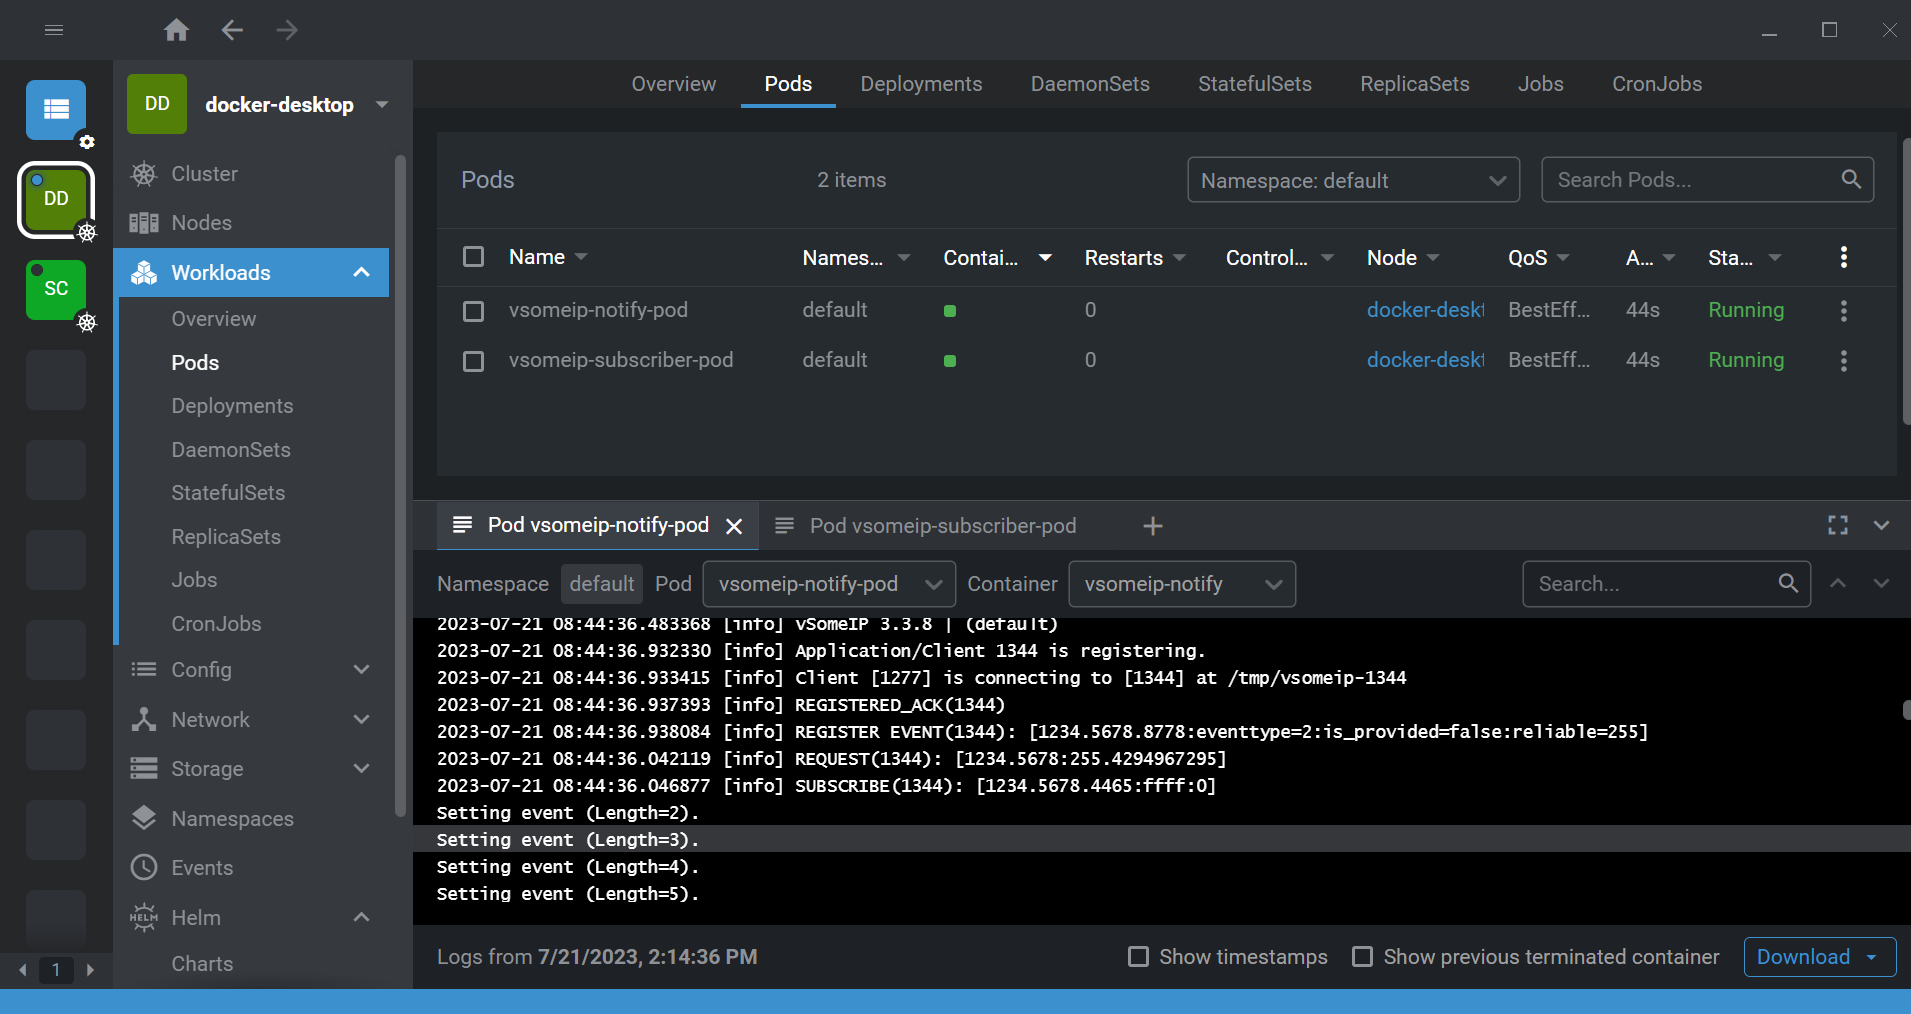 DD
docker-desktop
Overview
Pods
Deployments
DaemonSets
StatefulSets
ReplicaSets
Jobs
CronJobs
DD
SC
1
Cluster
Nodes
Workloads
Overview
Pods
Deployments
DaemonSets
StatefulSets
ReplicaSets
Jobs
CronJobs
Config
Network
Storage
Namespaces
Events
HELM
Helm
Charts
Pods
2 items
Namespace: default
Search Pods...
Name Names... Contai... Restarts Control... Node QoS A... Sta...
vsomeip-notify-pod default 0 docker-deskt BestEff... 44s Running
vsomeip-subscriber-pod default 0 docker-deskt BestEff... 44s Running
Pod vsomeip-notify-pod
Pod vsomeip-subscriber-pod
Namespace default Pod vsomeip-notify-pod Container vsomeip-notify
Search...
2023-07-21 08:44:36.483368 [info] vSomeIP 3.3.8 | (default)
2023-07-21 08:44:36.932330 [info] Application/Client 1344 is registering.
2023-07-21 08:44:36.933415 [info] Client [1277] is connecting to [1344] at /tmp/vsomeip-1344
2023-07-21 08:44:36.937393 [info] REGISTERED_ACK(1344)
2023-07-21 08:44:36.938084 [info] REGISTER EVENT(1344): [1234.5678.8778:eventtype=2:is_provided=false:reliable=255]
2023-07-21 08:44:36.042119 [info] REQUEST(1344): [1234.5678:255.4294967295]
2023-07-21 08:44:36.046877 [info] SUBSCRIBE(1344): [1234.5678.4465:ffff:0]
Setting event (Length=2).
Setting event (Length=3).
Setting event (Length=4).
Setting event (Length=5).
Logs from 7/21/2023, 2:14:36 PM
Show timestamps
Show previous terminated container
Download